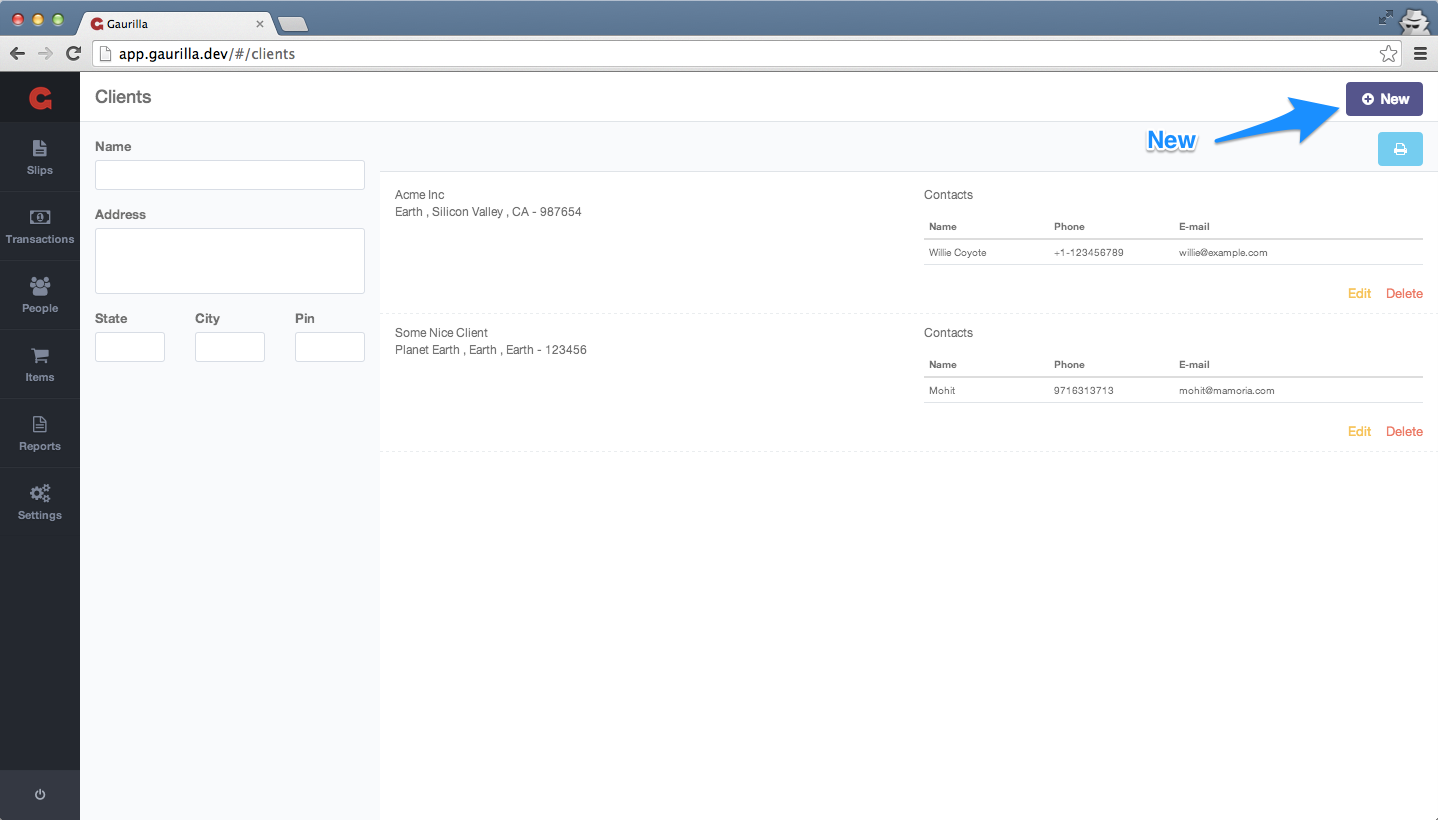 Gaurilla
app.gaurilla.dev/#/clients
Clients
New
New
Slips
Transactions
People
Items
Reports
Settings
Name
Address
State City Pin
Acme Inc
Earth , Silicon Valley , CA - 987654
Contacts
Name Phone E-mail
Willie Coyote +1-123456789 willie@example.com
Edit Delete
Some Nice Client
Planet Earth , Earth , Earth - 123456
Contacts
Name Phone E-mail
Mohit 9716313713 mohit@mamoria.com
Edit Delete